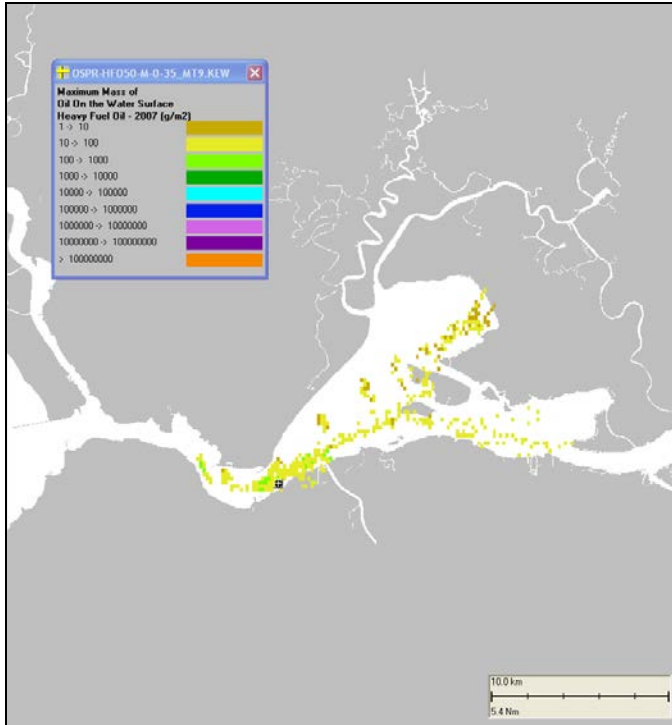 OSPR-HFO50-M-0-35_MT9.KEW
Maximum Mass of
Oil On the Water Surface
Heavy Fuel Oil - 2007 (g/m2)
1 -> 10
10 -> 100
100 -> 1000
1000 -> 10000
10000 -> 100000
100000 -> 1000000
1000000 -> 10000000
10000000 -> 100000000
> 100000000
10.0 km
5.4 Nm